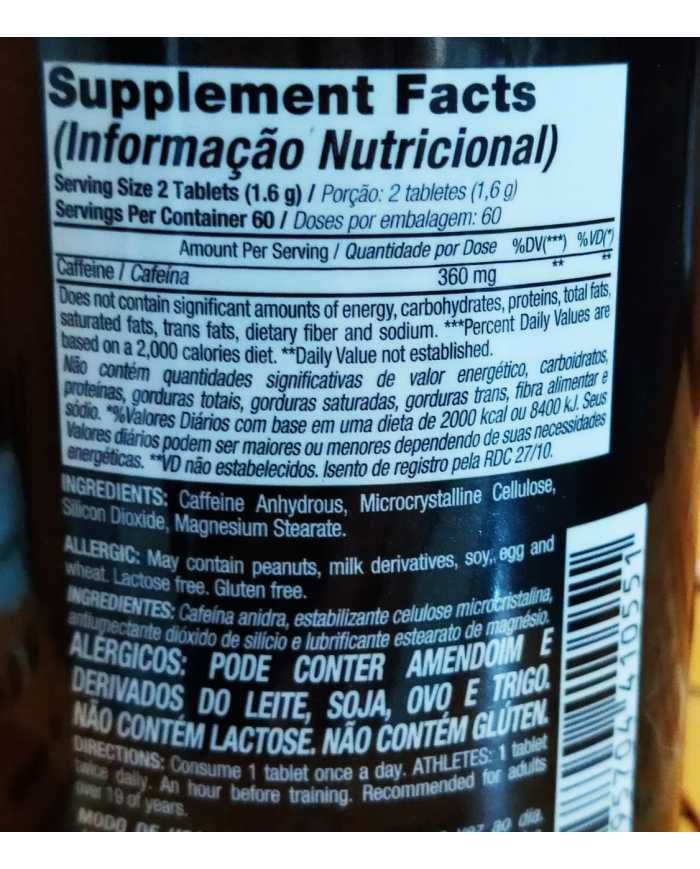 Supplement Facts
(Informação Nutricional)
Serving Size 2 Tablets (1.6 g) / Porção: 2 tabletes (1,6 g)
Servings Per Container 60 / Doses por embalagem: 60
Amount Per Serving / Quantidade por Dose %DV(***) %VD(*)
Caffeine / Cafeína 360 mg ** **
Does not contain significant amounts of energy, carbohydrates, proteins, total fats,
saturated fats, trans fats, dietary fiber and sodium. ***Percent Daily Values are
based on a 2,000 calories diet. **Daily Value not established.
Não contém quantidades significativas de valor energético, carboidratos,
proteínas, gorduras totais, gorduras saturadas, gorduras trans, fibra alimentar e
sódio. *%Valores Diários com base em uma dieta de 2000 kcal ou 8400 kJ. Seus
Valores diários podem ser maiores ou menores dependendo de suas necessidades
energéticas. **VD não estabelecidos. Isento de registro pela RDC 27/10.
INGREDIENTS: Caffeine Anhydrous, Microcrystalline Cellulose,
Silicon Dioxide, Magnesium Stearate.
ALLERGIC: May contain peanuts, milk derivatives, soy, egg and
wheat. Lactose free. Gluten free.
INGREDIENTES: Cafeína anidra, estabilizante celulose microcristalina,
antiumectante dióxido de silício e lubrificante estearato de magnésio.
ALÉRGICOS: PODE CONTER AMENDOIM E
DERIVADOS DO LEITE, SOJA, OVO E TRIGO.
NÃO CONTÉM LACTOSE. NÃO CONTÉM GLÚTEN.
DIRECTIONS: Consume 1 tablet once a day. ATHLETES: 1 tablet
twice daily. An hour before training. Recommended for adults
over 19 of years.
MODO DE vez ao dia.
95704 410551